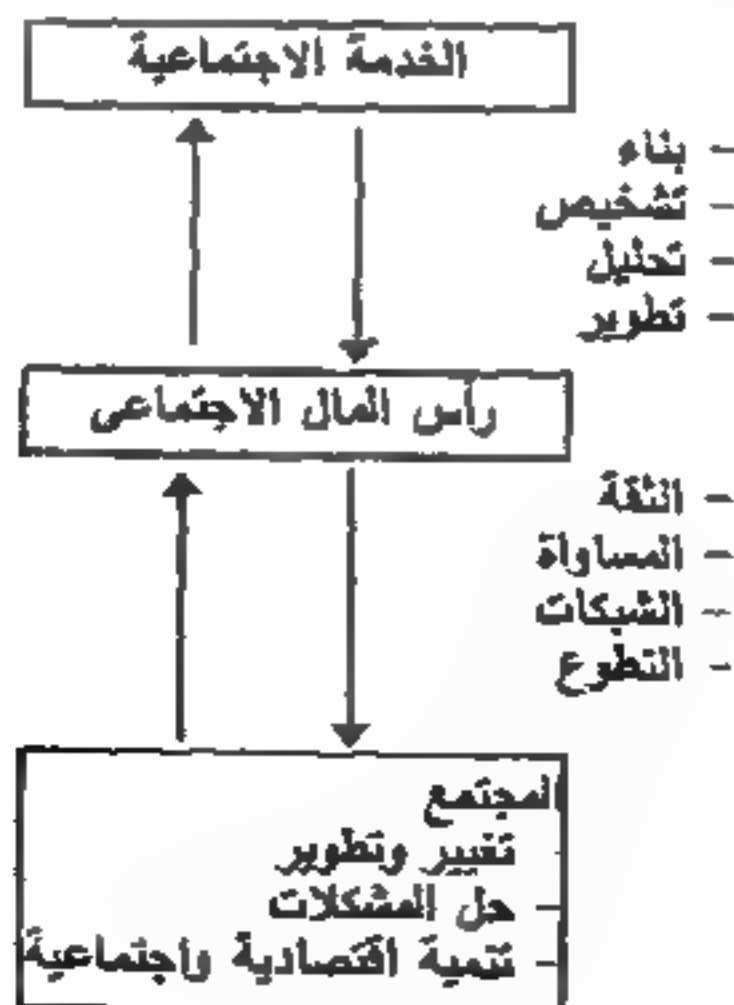 الخدمة الاجتماعية
- بناء
- تشخيص
- تحليل
- تطوير
رأس المال الاجتماعى
- الثقة
- المساواة
- الشبكات
- التطوع
المجتمع
تغيير وتطوير
- حل المشكلات
- تنمية اقتصادية واجتماعية